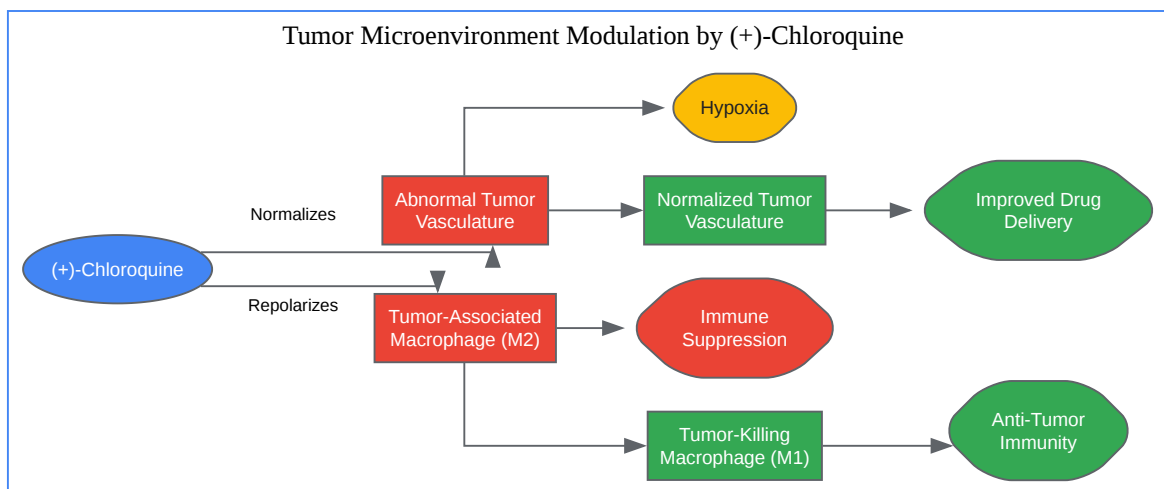 Tumor Microenvironment Modulation by (+)-Chloroquine
Hypoxia
Abnormal Tumor
Vasculature
Normalized Tumor
Vasculature
Improved Drug
Delivery
Normalizes
(+)-Chloroquine
Repolarizes
Tumor-Associated
Macrophage (M2)
Immune
Suppression
Tumor-Killing
Macrophage (M1)
Anti-Tumor
Immunity